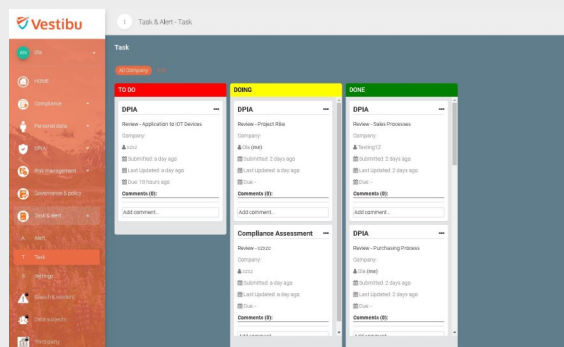 Vestibu
Task & Alert - Task
Task
All Company
HOME
Compliance
Personal data
DPIA
Risk management
Governance & policy
Task & alert
A Alert
T Task
S Settings
Data subjects
Third party
TO DO
DPIA
Review - Application to IOT Devices
Company:
Submitted: a day ago
Last Updated: a day ago
Due: 19 hours ago
Comments (0):
Add comment...
DOING
DPIA
Review - Project Rilie
Company:
Ola (me)
Submitted: 2 days ago
Last Updated: 2 days ago
Due: -
Comments (0):
Add comment...
Compliance Assessment
Company:
Submitted: a day ago
Last Updated: a day ago
Due: -
Comments (0):
DONE
DPIA
Review - Sales Processes
Company:
Testing12
Submitted: 2 days ago
Last Updated: 2 days ago
Due: -
Comments (0):
Add comment...
DPIA
Review - Purchasing Process
Company:
Ola (me)
Submitted: 2 days ago
Last Updated: 2 days ago
Due: -
Comments (0):